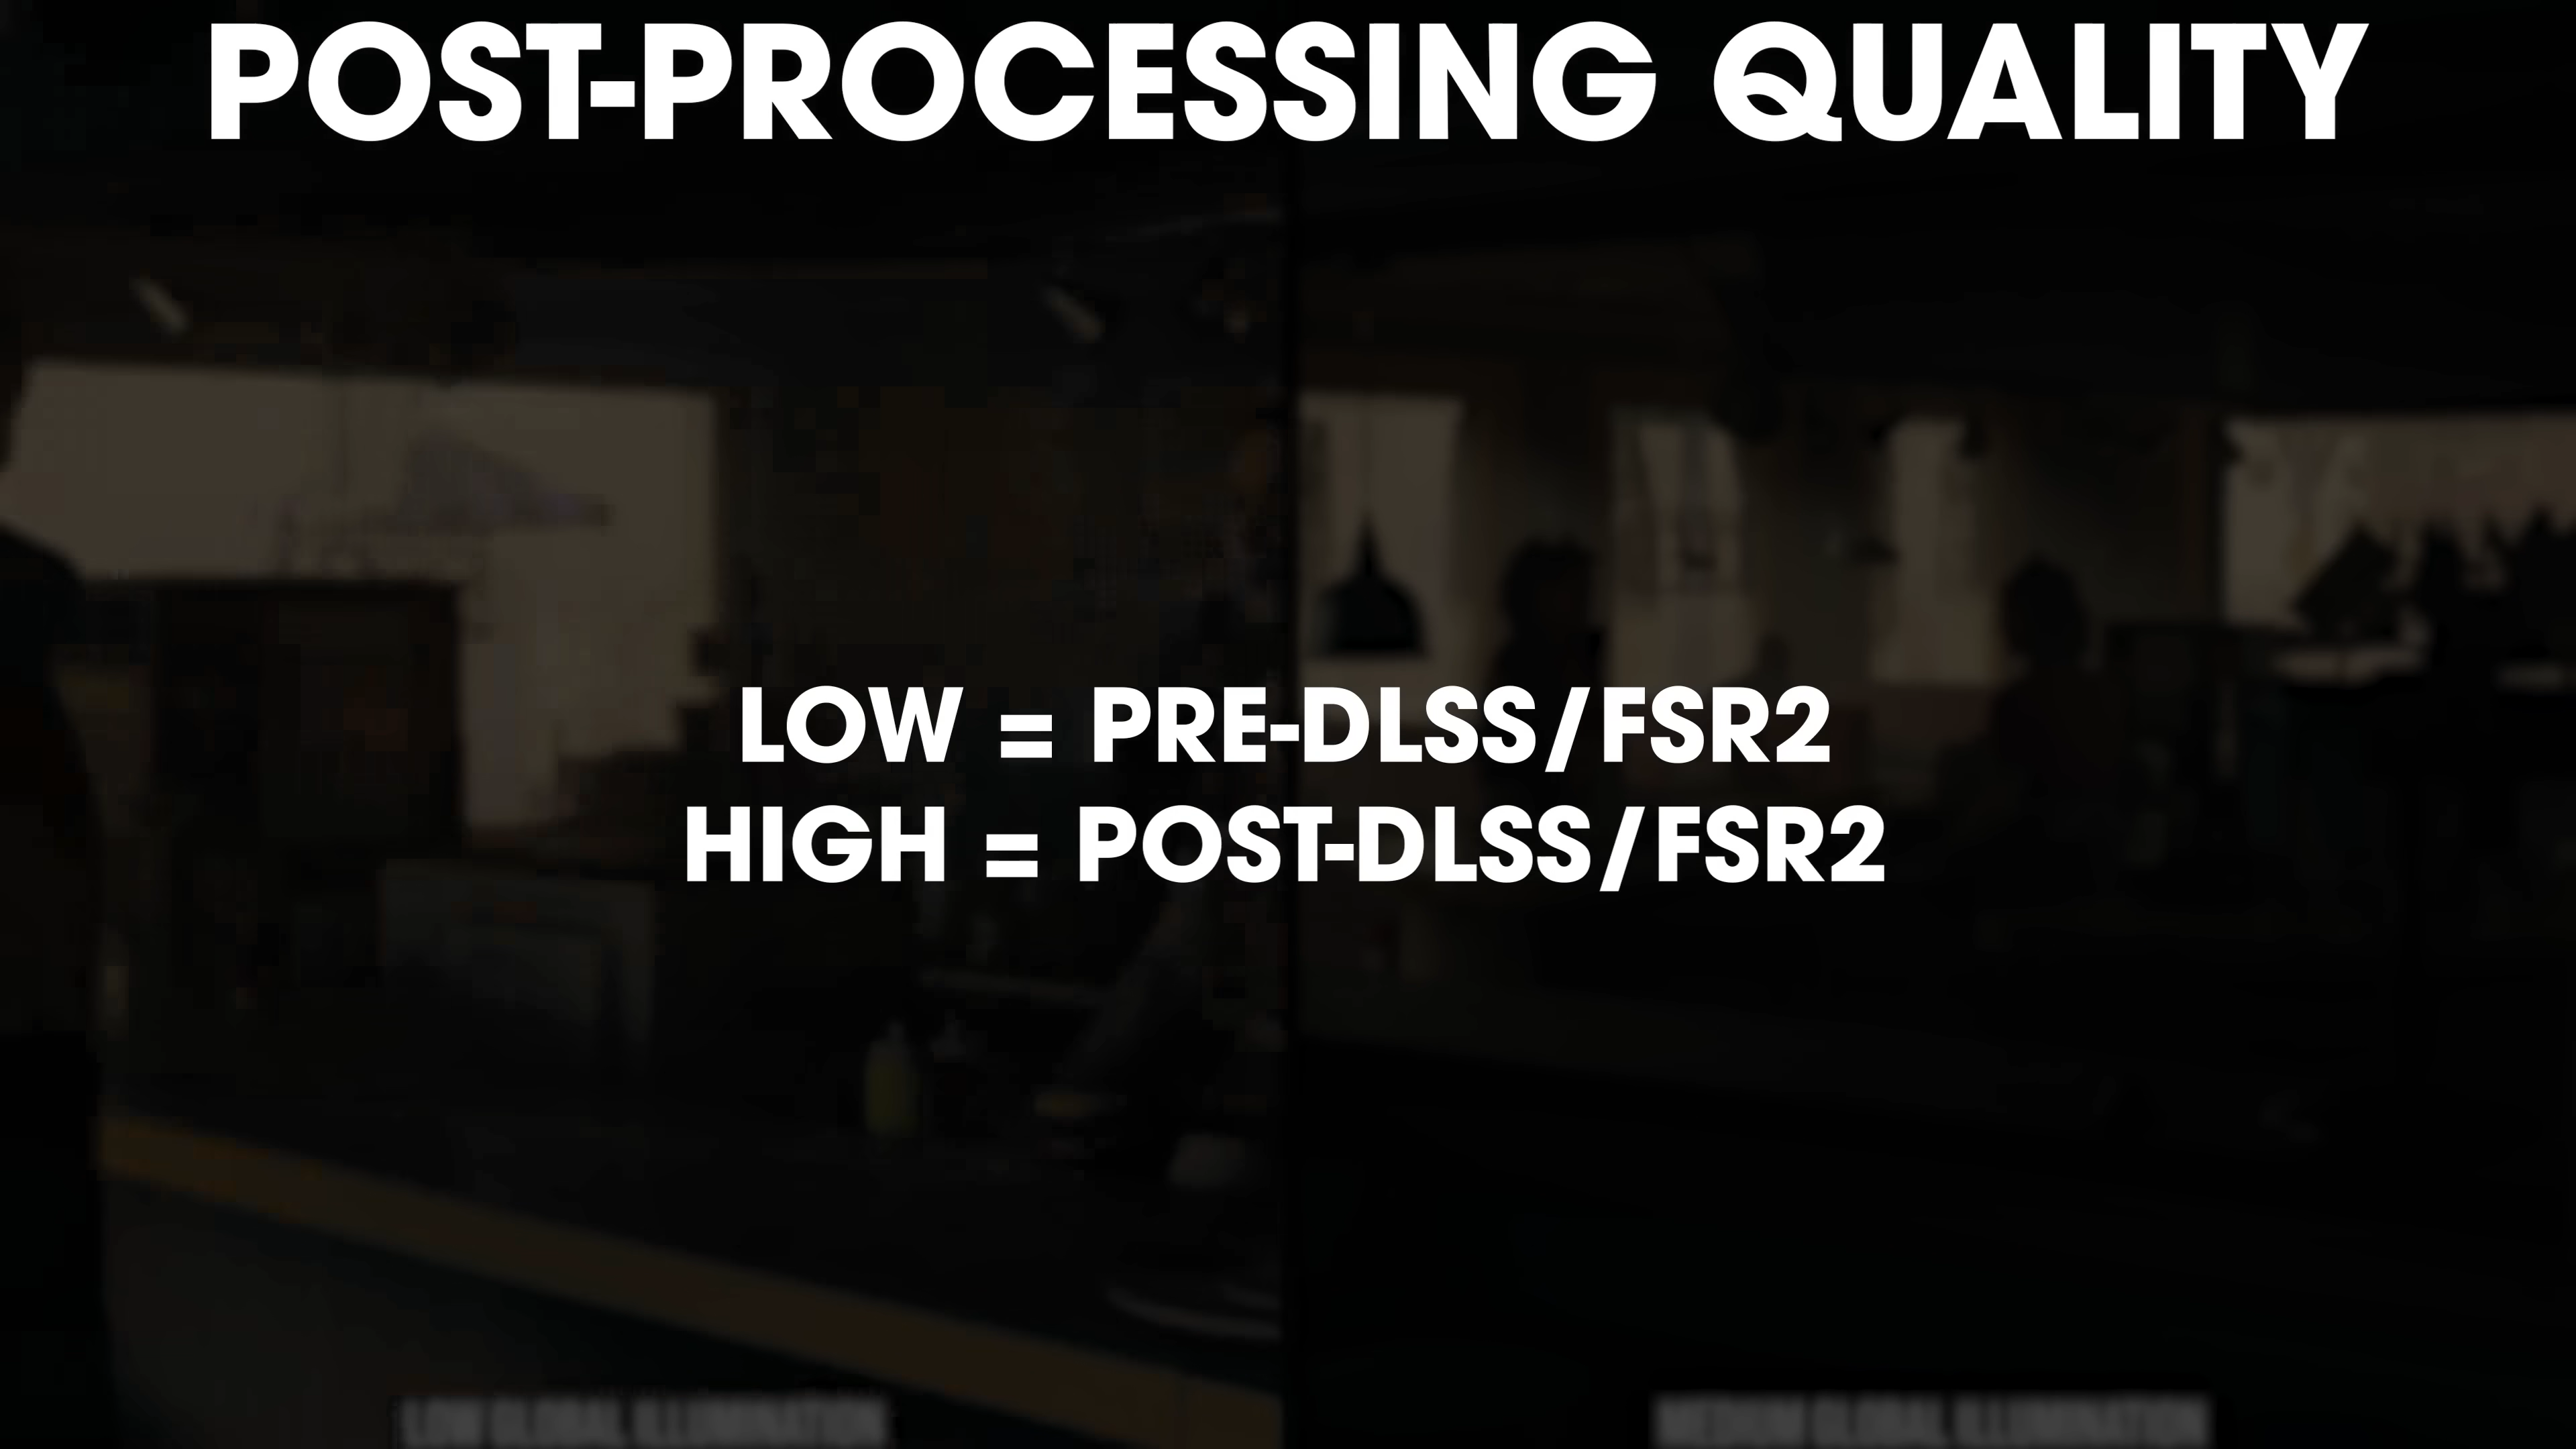 POST-PROCESSING QUALITY
LOW = PRE-DLSS/FSR2
HIGH = POST-DLSS/FSR2
LOW GLOBAL ILLUMINATION
MEDIUM GLOBAL ILLUMINATION